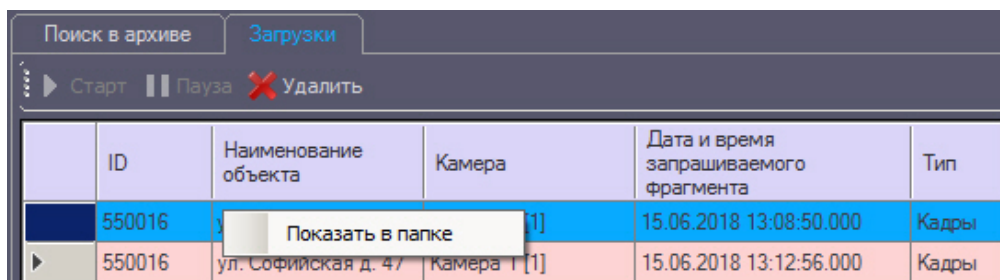 Поиск в архиве Загрузки
Старт Пауза Удалить
ID Наименование объекта Камера Дата и время запрашиваемого фрагмента Тип
550016 [1] 15.06.2018 13:08:50.000 Кадры
Показать в папке
550016 ул. Софийская д. 47 Камера 1 [1] 15.06.2018 13:12:56.000 Кадры